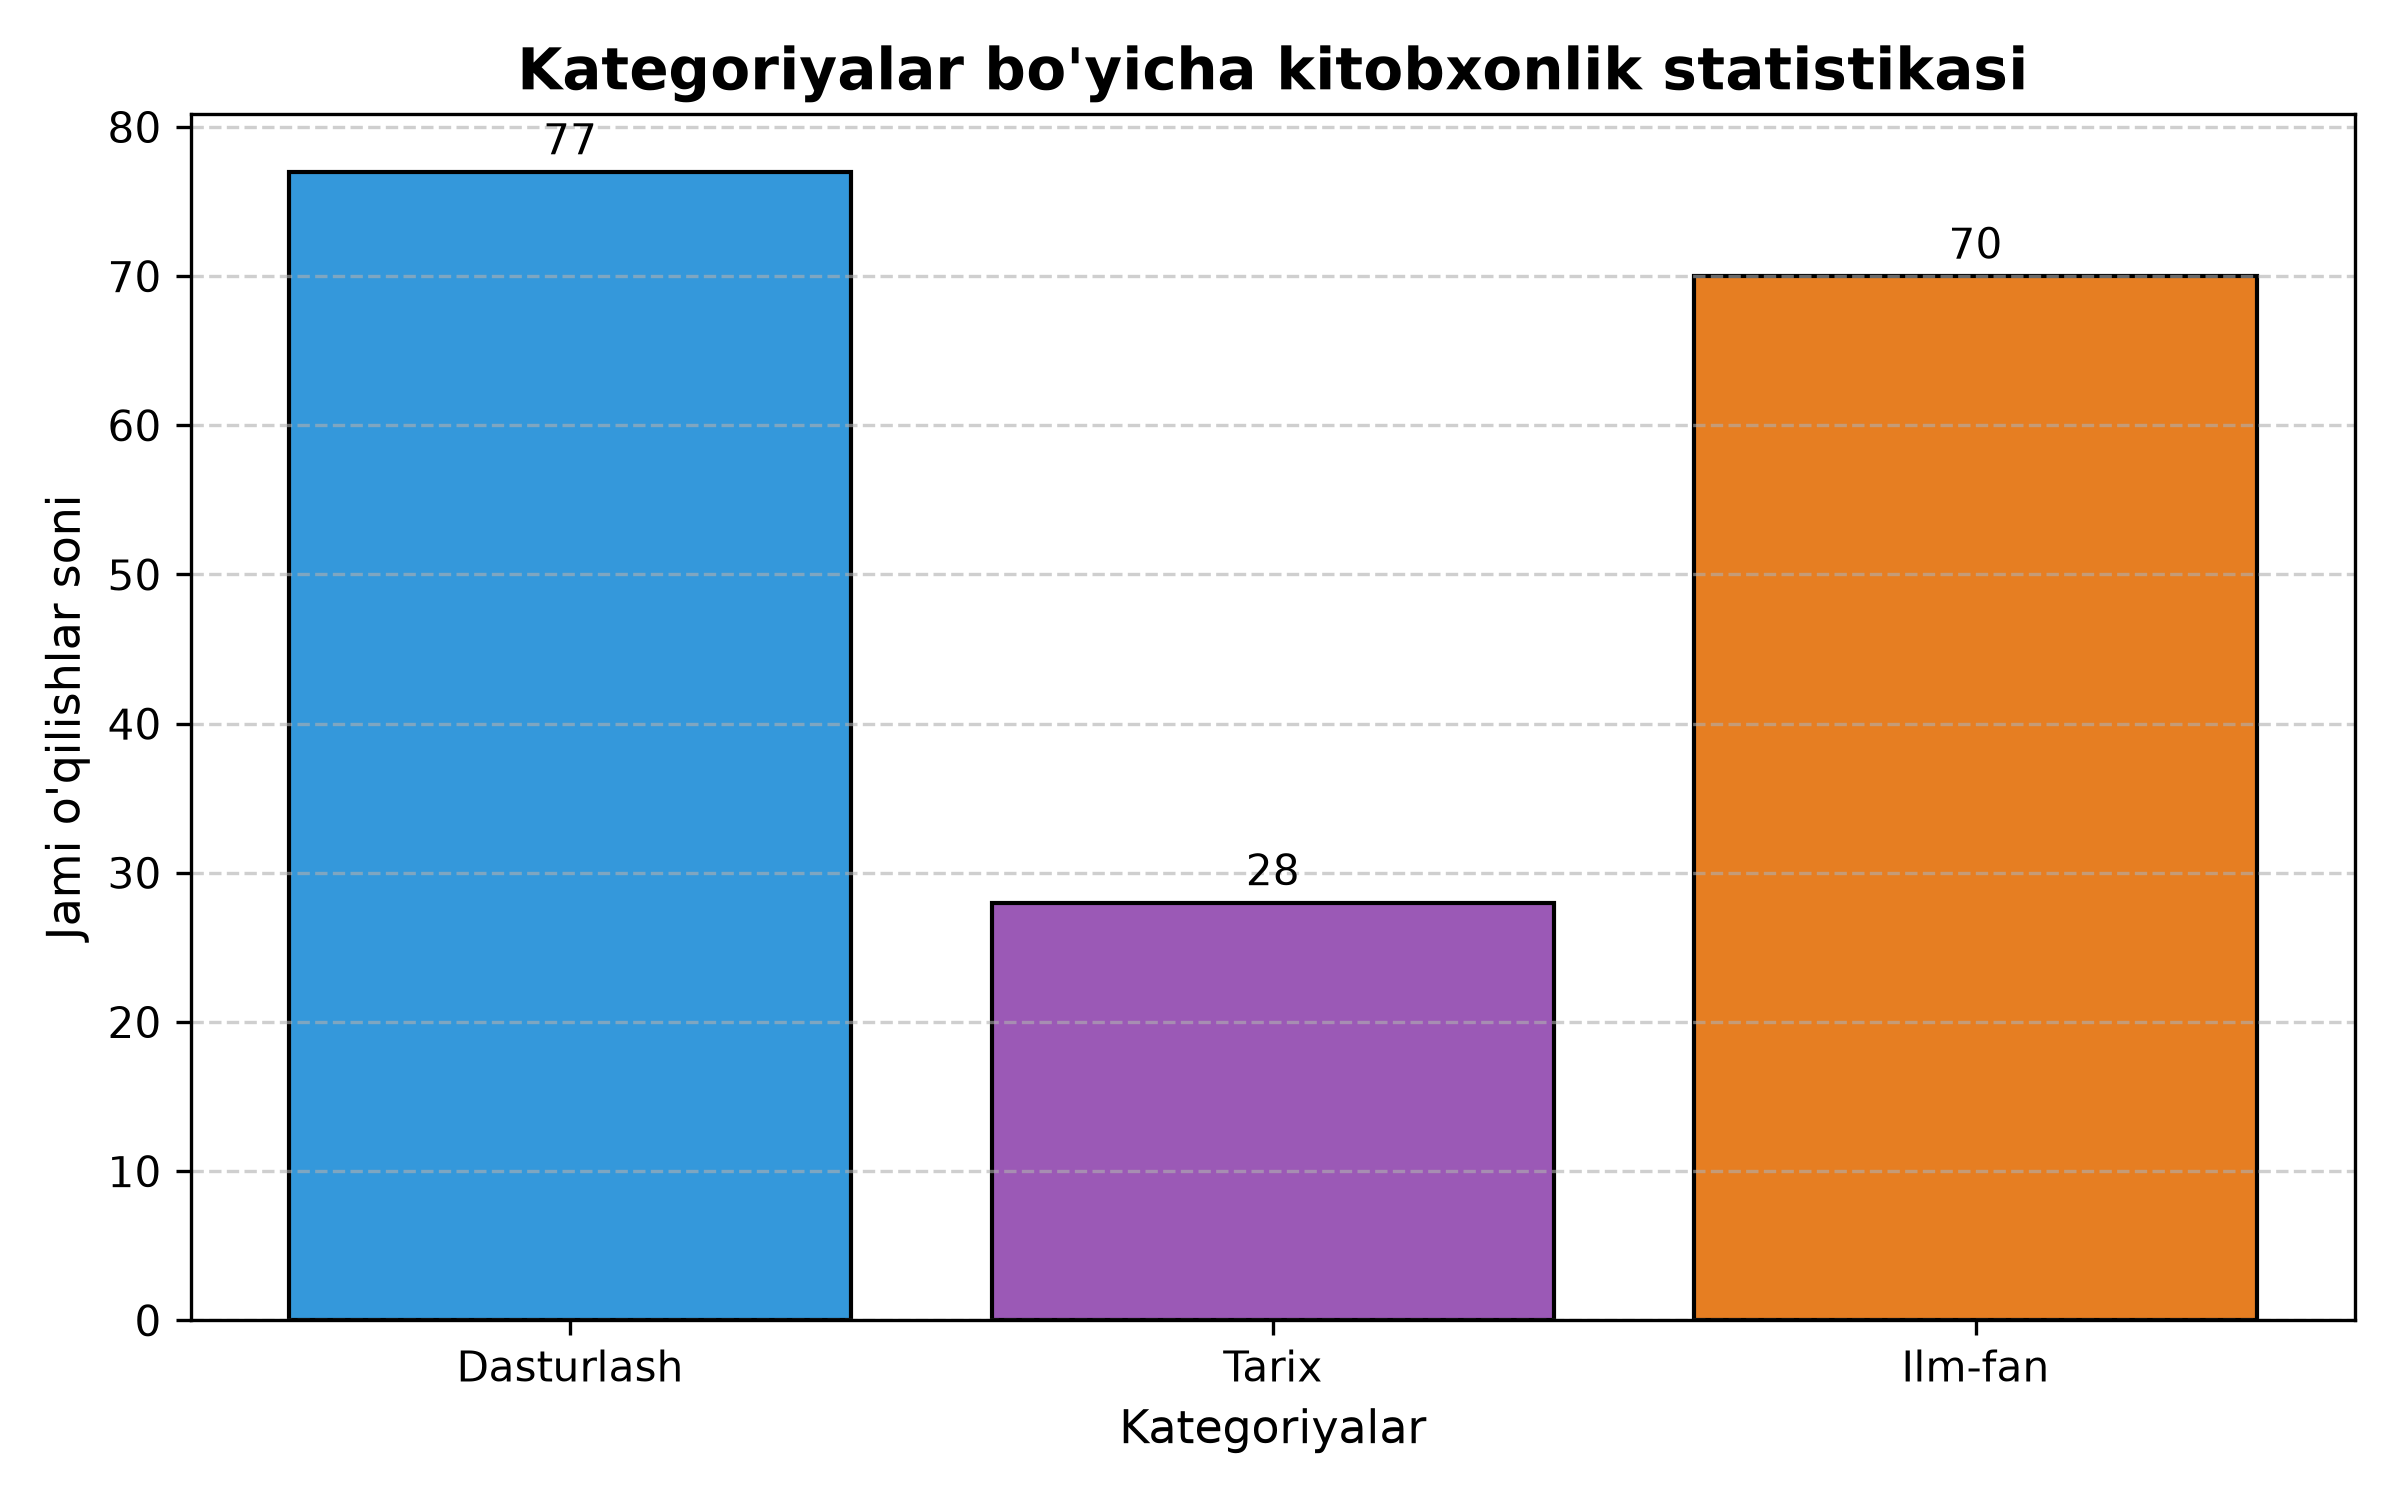 Kategoriyalar bo'yicha kitobxonlik statistikasi
Jami o'qilishlar soni
80
70
60
50
40
30
20
10
0
77
28
70
Dasturlash
Tarix
Ilm-fan
Kategoriyalar